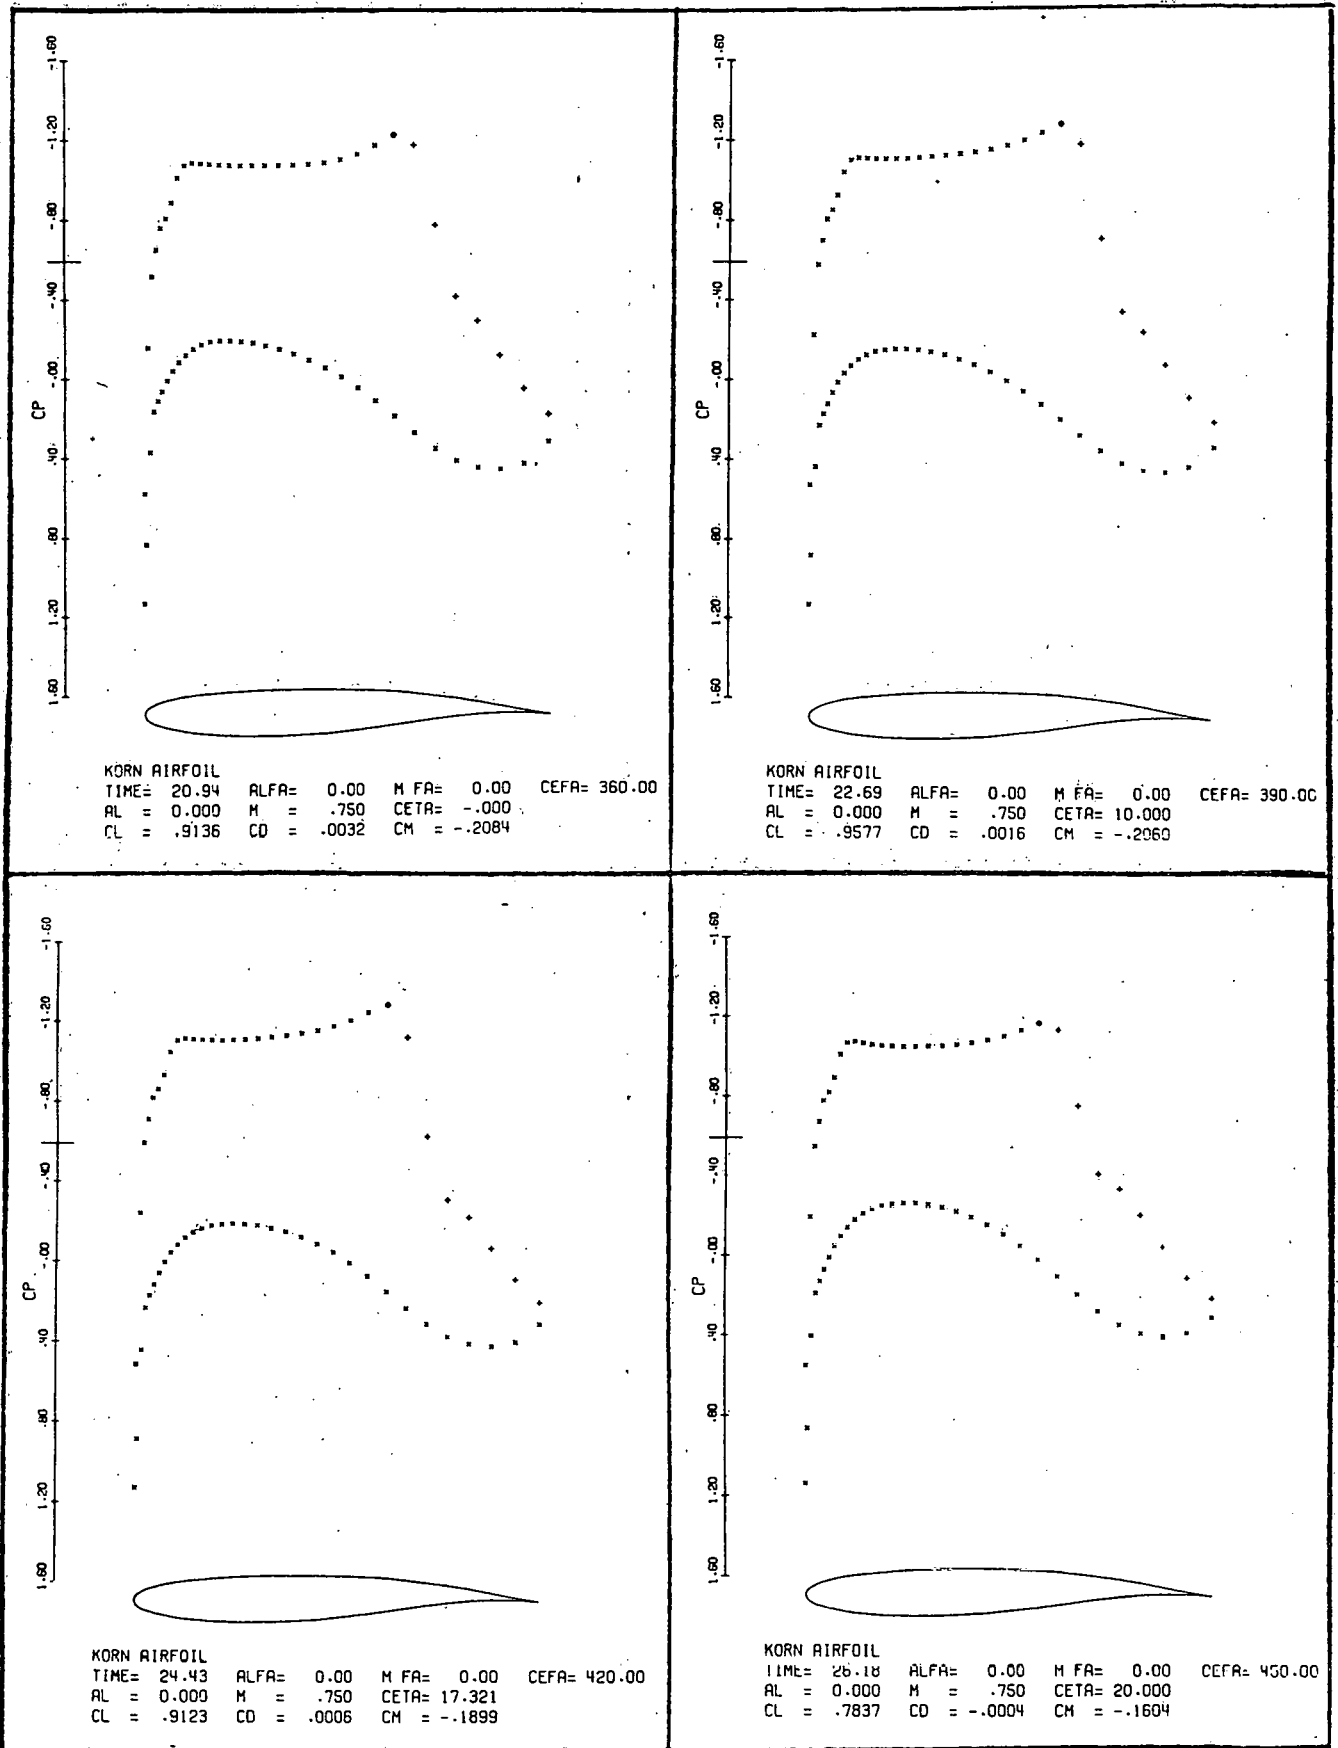 -1.60
-1.20
-.80
-.40
-.00
.40
.80
1.20
1.60
CP
KORN AIRFOIL
TIME= 20.94 ALFA= 0.00 M FA= 0.00 CEFA= 360.00
AL = 0.000 M = .750 CETA= -.000
CL = .9136 CD = .0032 CM = -.2084
-1.60
-1.20
-.80
-.40
-.00
.40
.80
1.20
1.60
CP
KORN AIRFOIL
TIME= 22.69 ALFA= 0.00 M FA= 0.00 CEFA= 390.00
AL = 0.000 M = .750 CETA= 10.000
CL = .9577 CD = .0016 CM = -.2060
-1.60
-1.20
-.80
-.40
-.00
.40
.80
1.20
1.60
CP
KORN AIRFOIL
TIME= 24.43 ALFA= 0.00 M FA= 0.00 CEFA= 420.00
AL = 0.000 M = .750 CETA= 17.321
CL = .9123 CD = .0006 CM = -.1899
-1.60
-1.20
-.80
-.40
-.00
.40
.80
1.20
1.60
CP
KORN AIRFOIL
TIME= 26.18 ALFA= 0.00 M FA= 0.00 CEFA= 450.00
AL = 0.000 M = .750 CETA= 20.000
CL = .7837 CD = -.0004 CM = -.1604